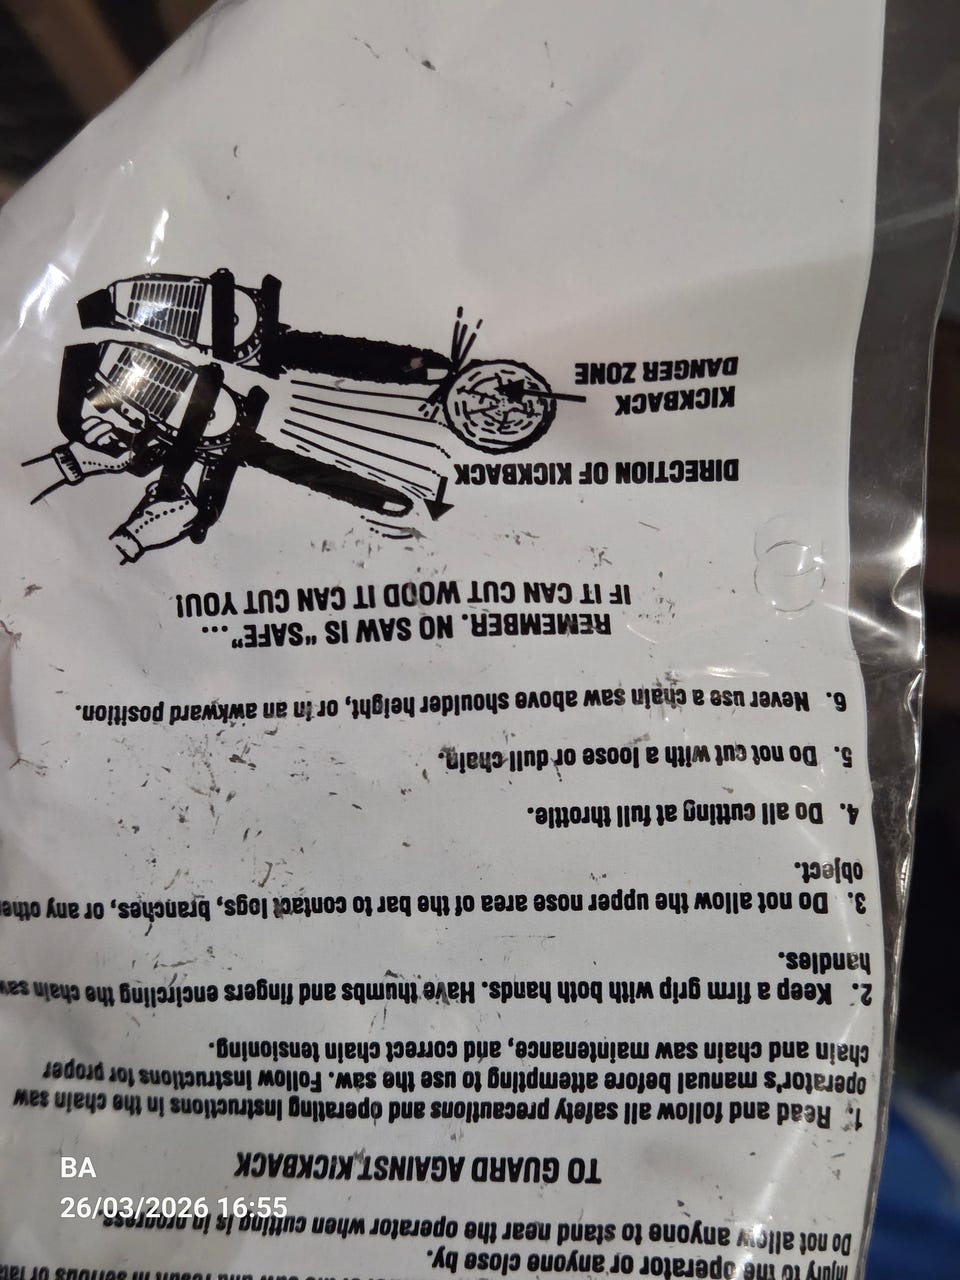 injury to the operator or anyone close by.
Do not allow anyone to stand near the operator when cutting is in progress.
TO GUARD AGAINST KICKBACK
1. Read and follow all safety precautions and operating instructions in the chain saw
operator's manual before attempting to use the saw. Follow instructions for proper
chain and chain saw maintenance, and correct chain tensioning.
2. Keep a firm grip with both hands. Have thumbs and fingers encircling the chain saw
handles.
3. Do not allow the upper nose area of the bar to contact logs, branches, or any other
object.
4. Do all cutting at full throttle.
5. Do not cut with a loose or dull chain.
6. Never use a chain saw above shoulder height, or in an awkward position.
REMEMBER. NO SAW IS "SAFE"...
IF IT CAN CUT WOOD IT CAN CUT YOU!
DIRECTION OF KICKBACK
KICKBACK
DANGER ZONE
BA
26/03/2026 16:55